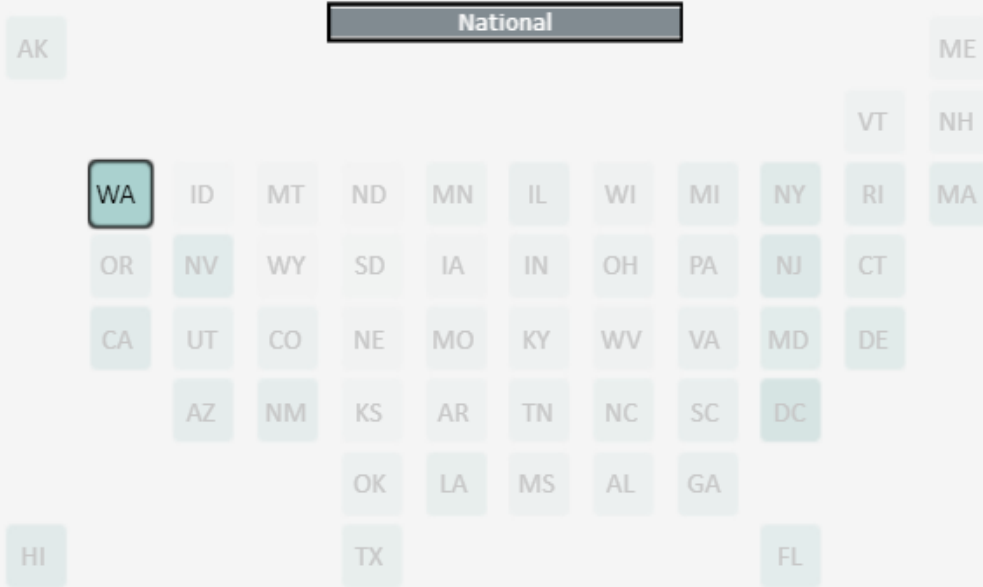 National
AK ME
VT NH
WA ID MT ND MN IL WI MI NY RI MA
OR NV WY SD IA IN OH PA NJ CT
CA UT CO NE MO KY WV VA MD DE
AZ NM KS AR TN NC SC DC
OK LA MS AL GA
HI TX FL